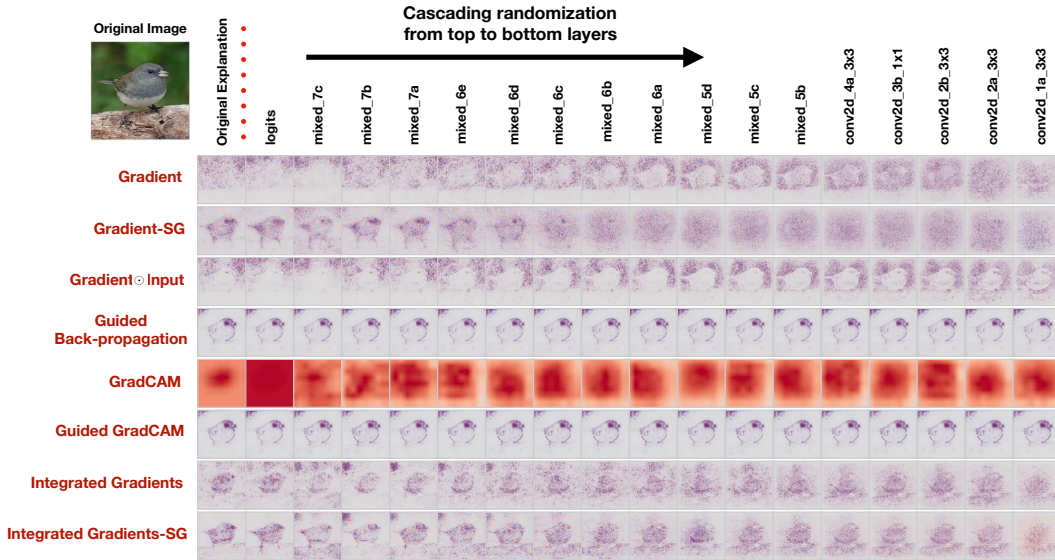 Cascading randomization
from top to bottom layers
Original Image
Original Explanation
logits
mixed_7c
mixed_7b
mixed_7a
mixed_6e
mixed_6d
mixed_6c
mixed_6b
mixed_6a
mixed_5d
mixed_5c
mixed_5b
conv2d_4a_3x3
conv2d_3b_1x1
conv2d_2b_3x3
conv2d_2a_3x3
conv2d_1a_3x3
Gradient
Gradient-SG
Gradient⊙Input
Guided
Back-propagation
GradCAM
Guided GradCAM
Integrated Gradients
Integrated Gradients-SG